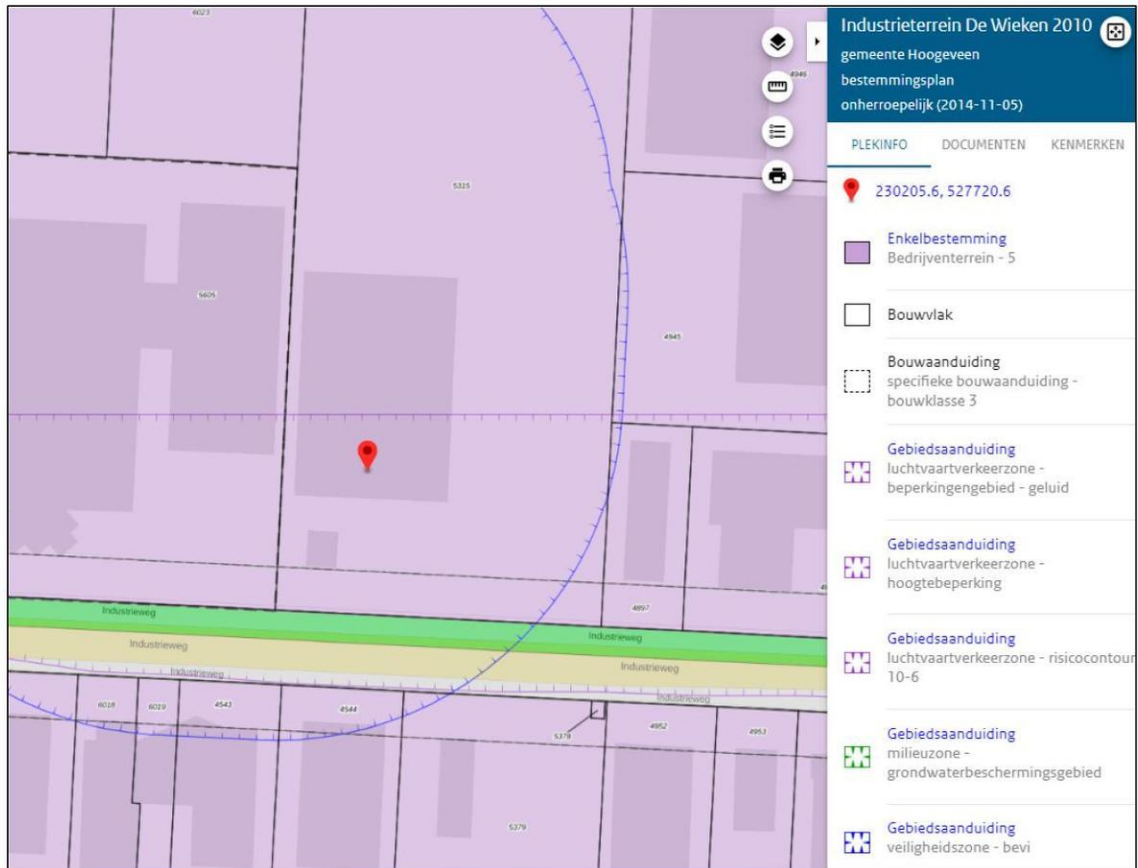 6023
4946
5325
5605
4945
4897
Industrieweg
Industrieweg
Industrieweg
Industrieweg
Industrieweg
Industrieweg
6018
6019
4543
4544
5378
4952
4953
5379
Industrieterrein De Wieken 2010
gemeente Hoogeveen
bestemmingsplan
onherroepelijk (2014-11-05)
PLEKINFO DOCUMENTEN KENMERKEN
230205.6, 527720.6
Enkelbestemming
Bedrijventerrein - 5
Bouwvlak
Bouwaanduiding
specifieke bouwaanduiding -
bouwklasse 3
Gebiedsaanduiding
luchtvaartverkeerzone -
beperkingengebied - geluid
Gebiedsaanduiding
luchtvaartverkeerzone -
hoogtebeperking
Gebiedsaanduiding
luchtvaartverkeerzone - risicocontour
10-6
Gebiedsaanduiding
milieuzone -
grondwaterbeschermingsgebied
Gebiedsaanduiding
veiligheidszone - bevi